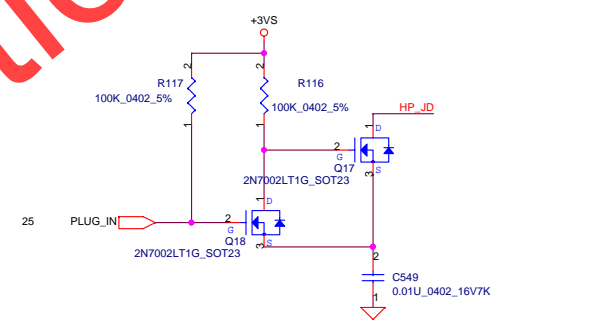 +3VS
2
2
R117
R116
100K_0402_5%
100K_0402_5%
HP_JD
1
1
1
D
2
G
S
Q17
3
2N7002LT1G_SOT23
1
D
25
PLUG_IN
2
G
S
Q18
3
2N7002LT1G_SOT23
2
C549
0.01U_0402_16V7K
1